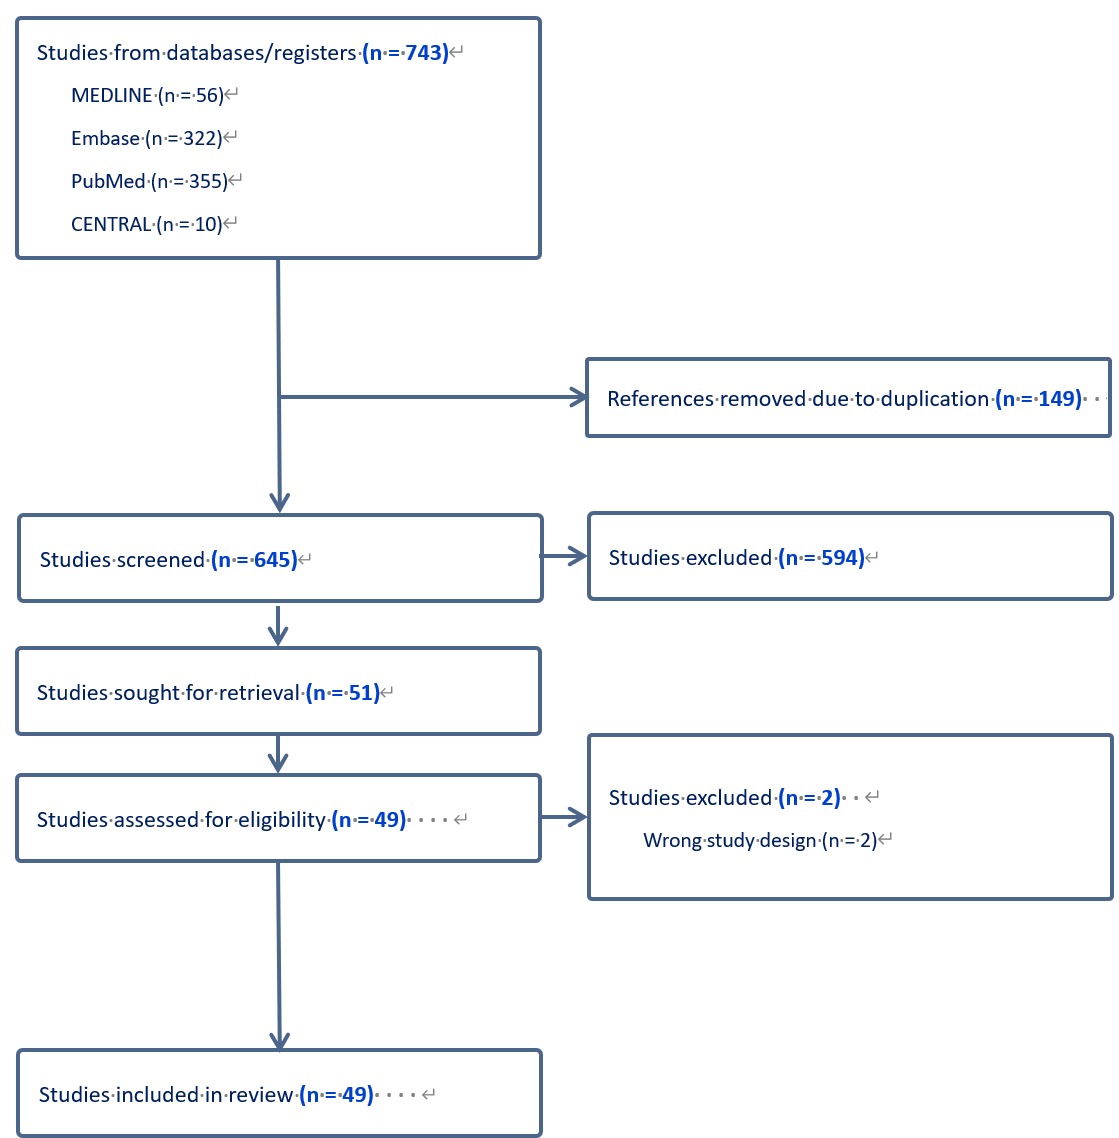 Studies from databases/registers (n = 743)
MEDLINE (n = 56)
Embase (n = 322)
PubMed (n = 355)
CENTRAL (n = 10)
References removed due to duplication (n = 149)
Studies screened (n = 645)
Studies excluded (n = 594)
Studies sought for retrieval (n = 51)
Studies assessed for eligibility (n = 49)
Studies excluded (n = 2)
Wrong study design (n = 2)
Studies included in review (n = 49)